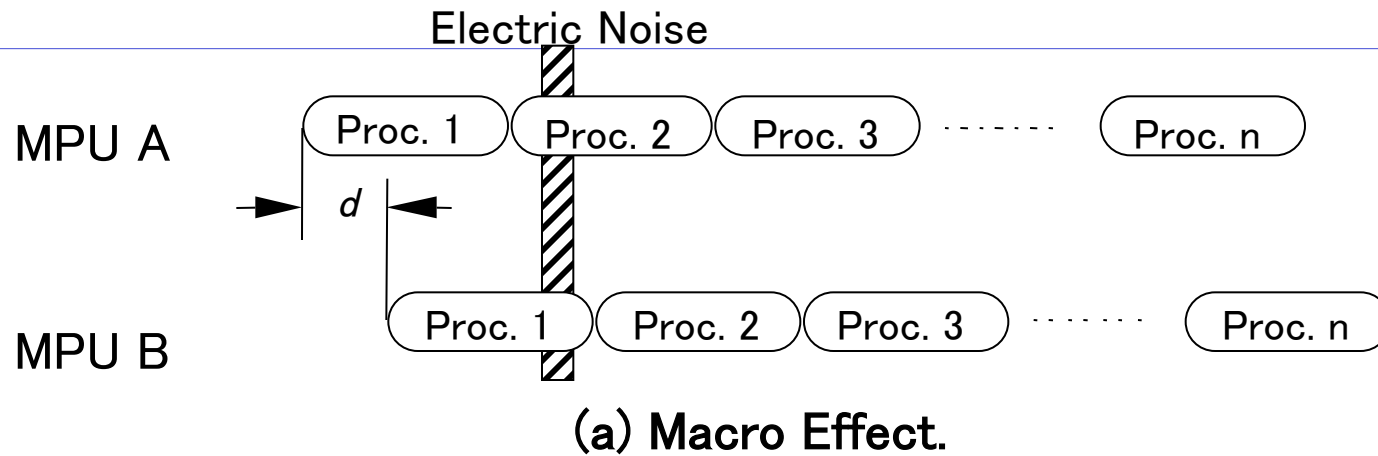 Electric Noise
MPU A
Proc. 1
Proc. 2
Proc. 3
Proc. n
d
MPU B
Proc. 1
Proc. 2
Proc. 3
Proc. n
(a) Macro Effect.